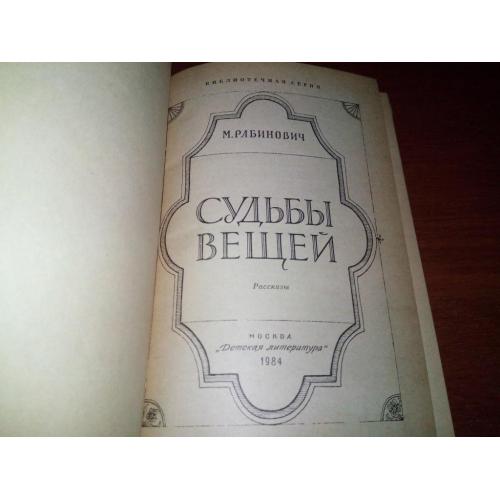 БИБЛИОТЕЧНАЯ СЕРИЯ
М. РАБИНОВИЧ
СУДЬБЫ
ВЕЩЕЙ
Рассказы
МОСКВА
„Детская литература"
1984